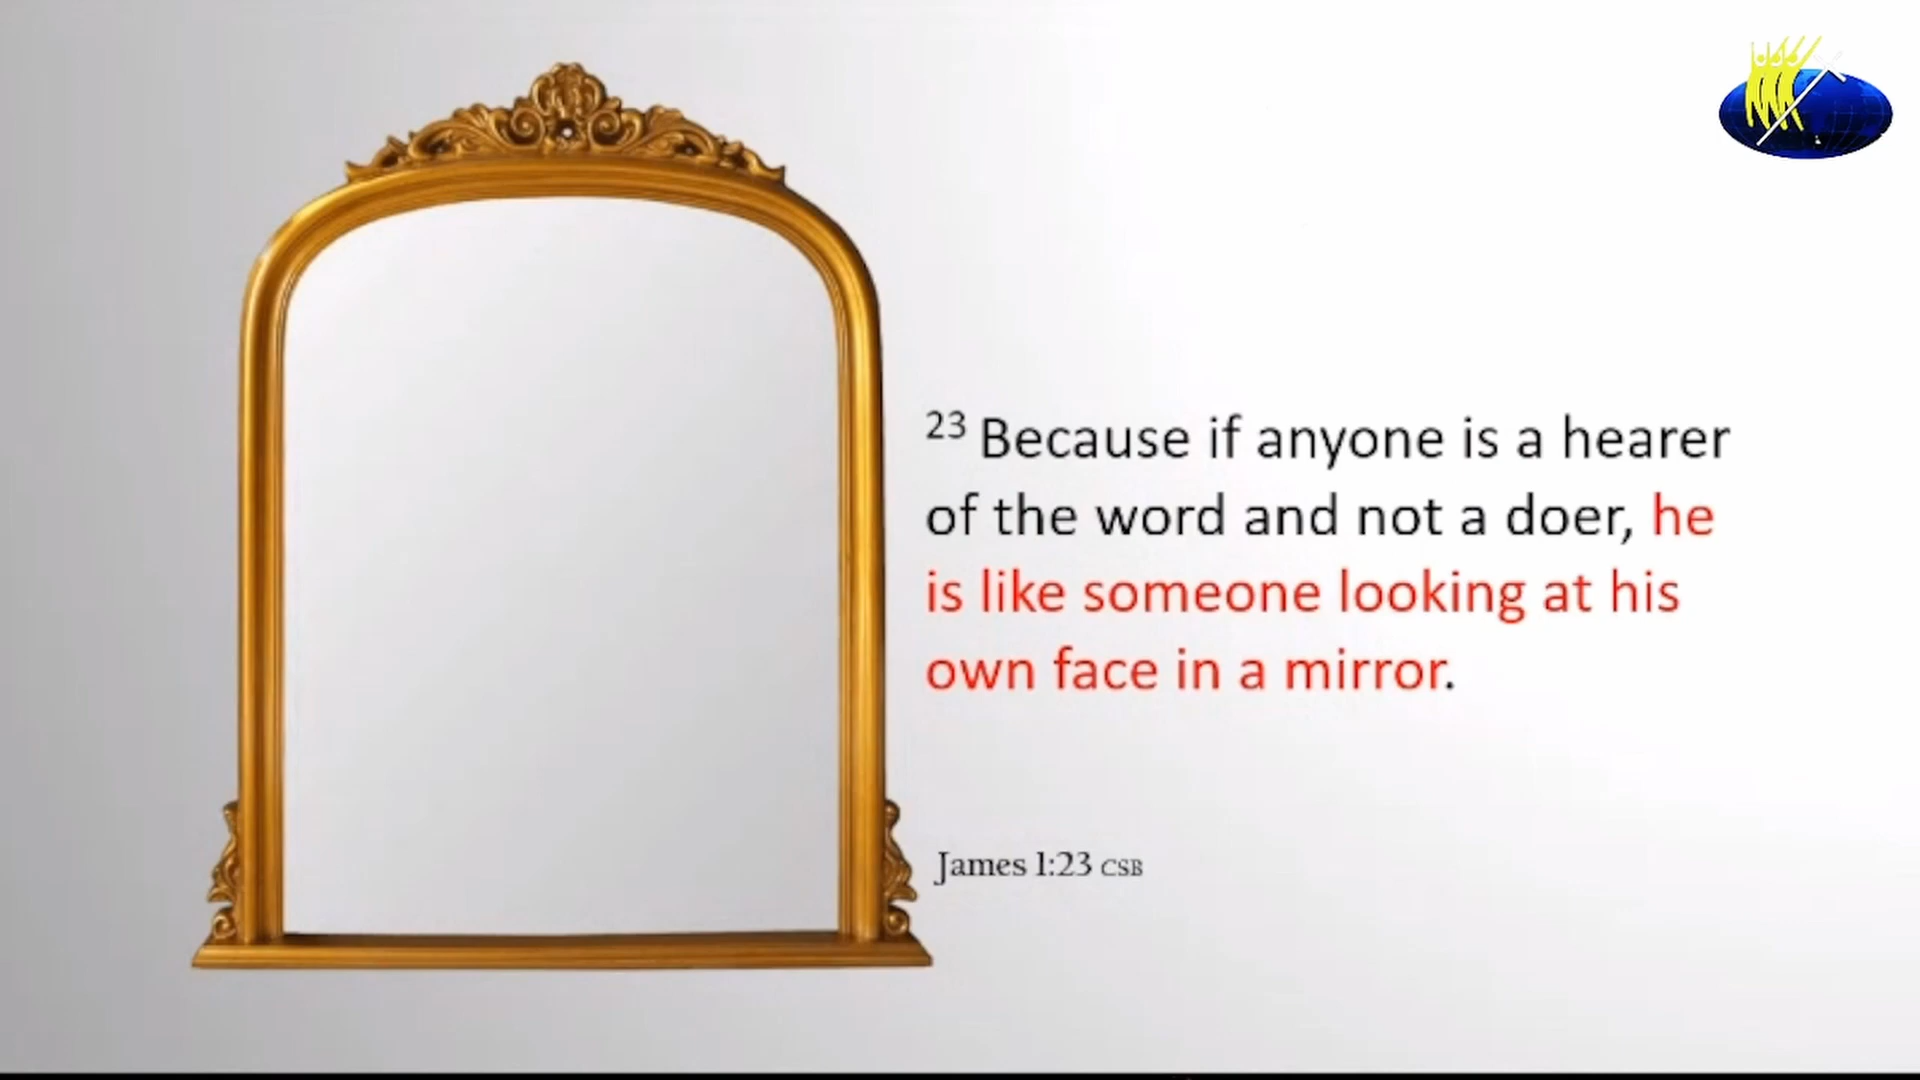 23 Because if anyone is a hearer
of the word and not a doer, he
is like someone looking at his
own face in a mirror.
James 1:23 CSB